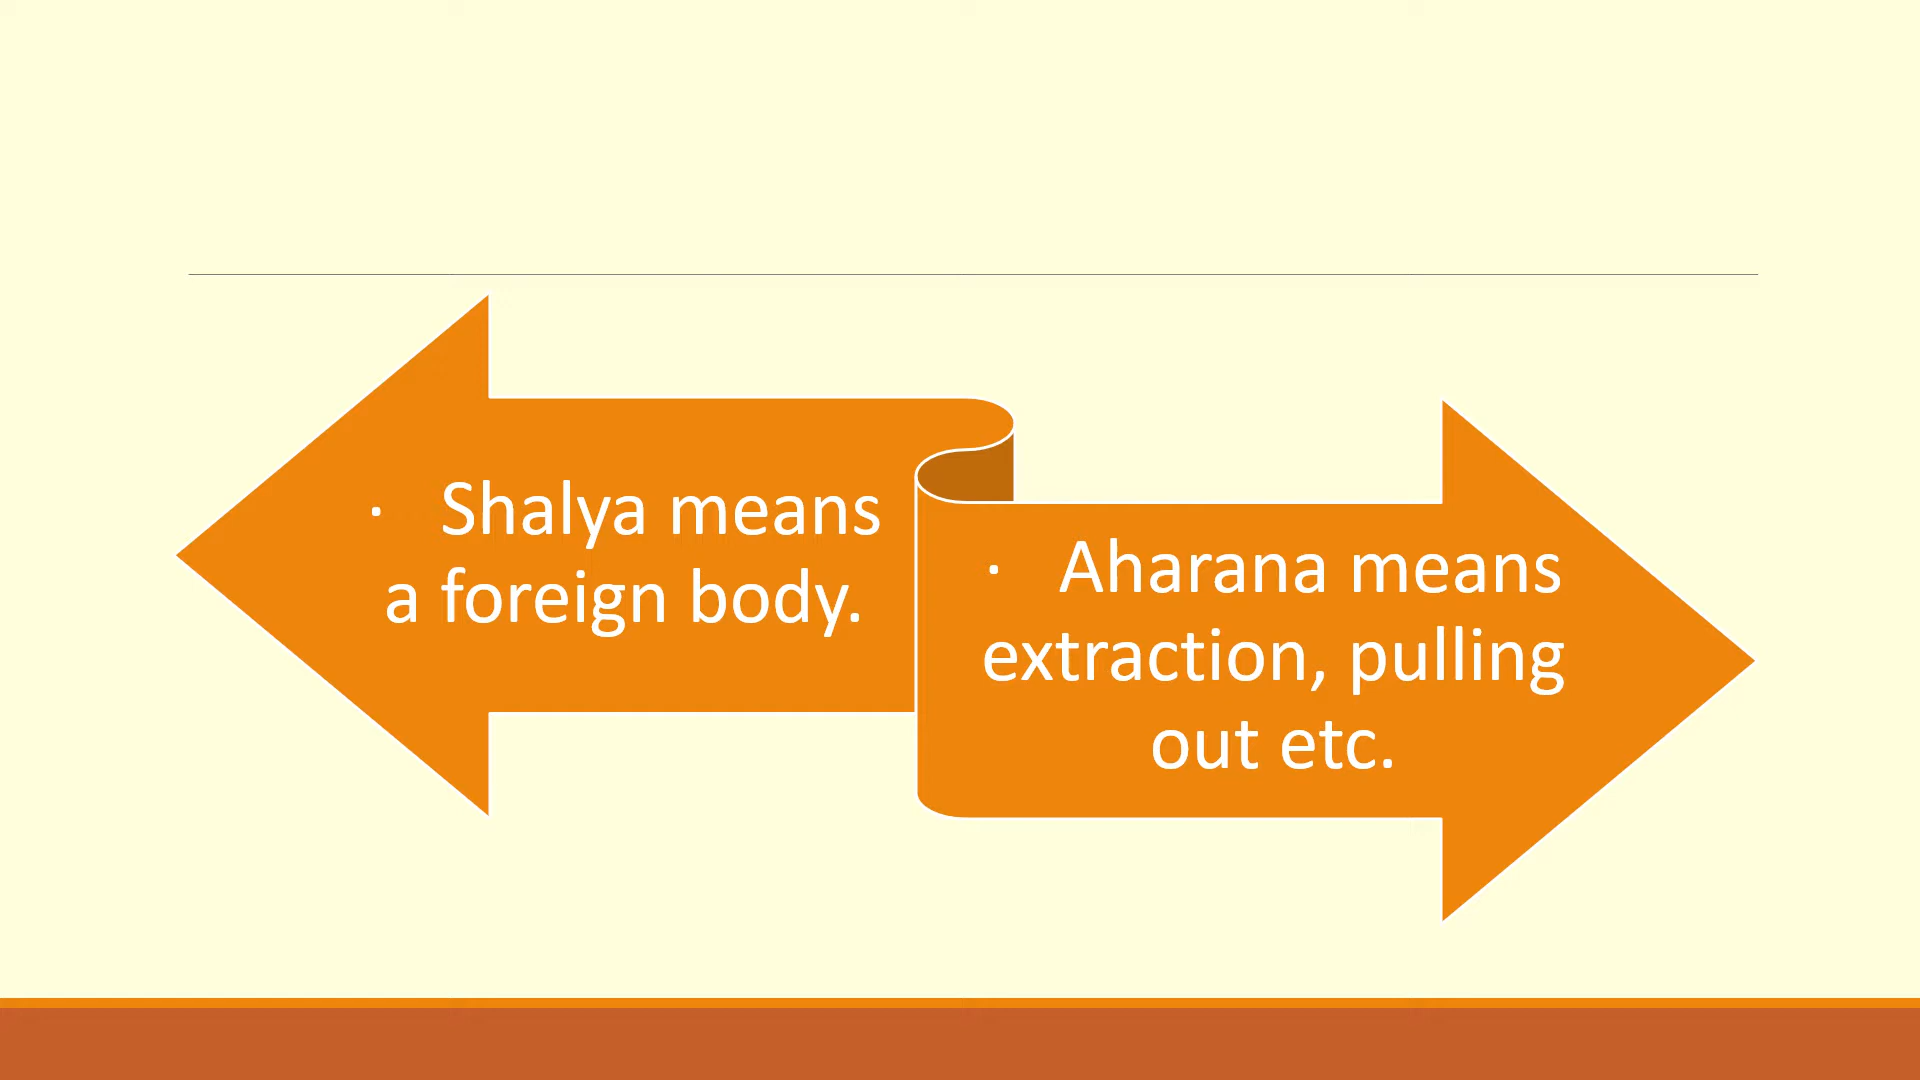 · Shalya means
a foreign body.
· Aharana means
extraction, pulling
out etc.